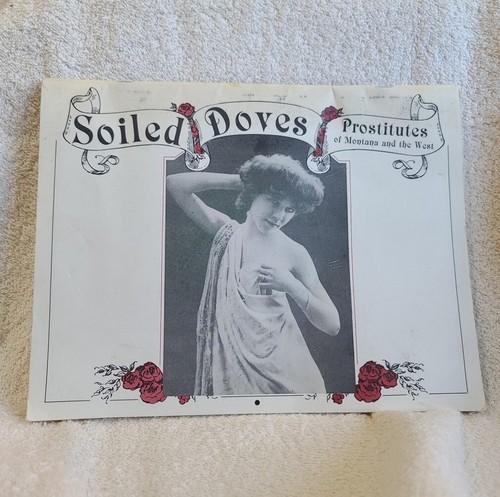 Soiled Doves
Prostitutes
of Montana and the West